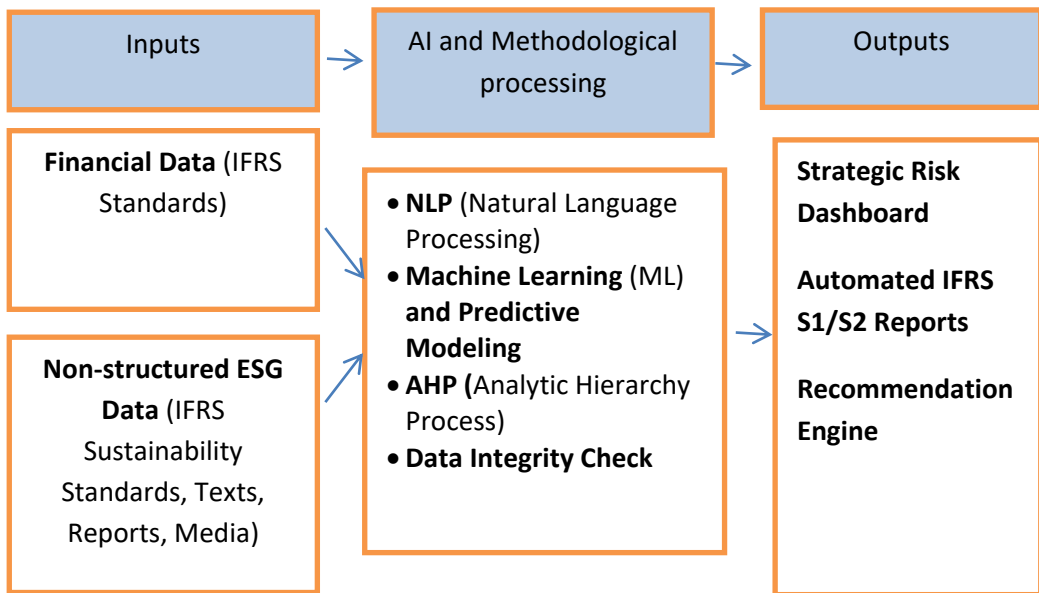 Inputs
AI and Methodological
processing
Outputs
Financial Data (IFRS
Standards)
Non-structured ESG
Data (IFRS
Sustainability
Standards, Texts,
Reports, Media)
• NLP (Natural Language
Processing)
• Machine Learning (ML)
and Predictive
Modeling
• AHP (Analytic Hierarchy
Process)
• Data Integrity Check
Strategic Risk
Dashboard
Automated IFRS
S1/S2 Reports
Recommendation
Engine